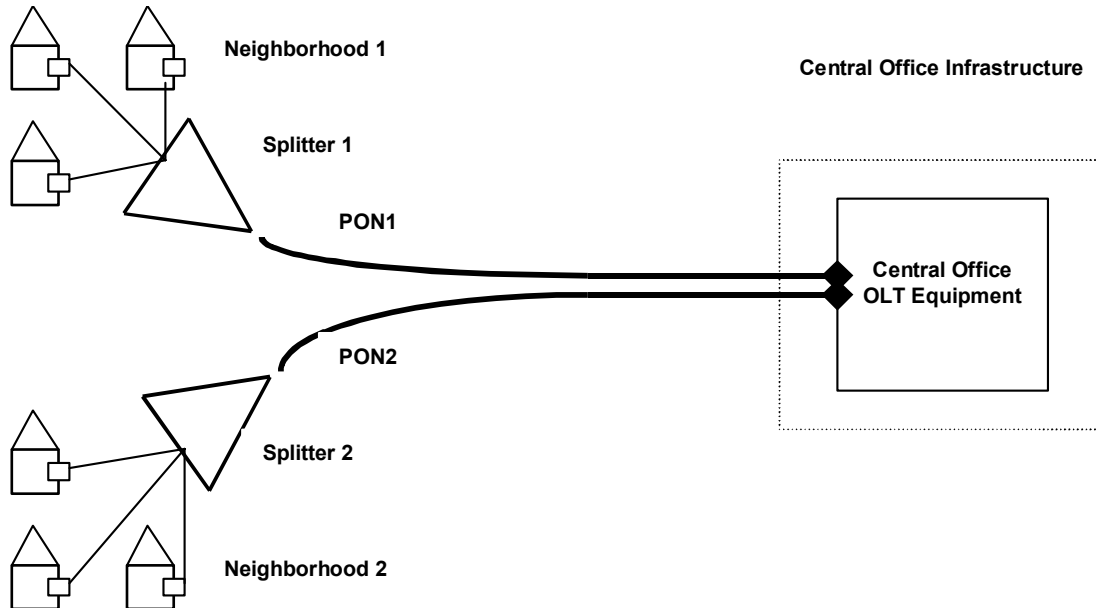 Neighborhood 1
Central Office Infrastructure
Splitter 1
PON1
Central Office
OLT Equipment
PON2
Splitter 2
Neighborhood 2